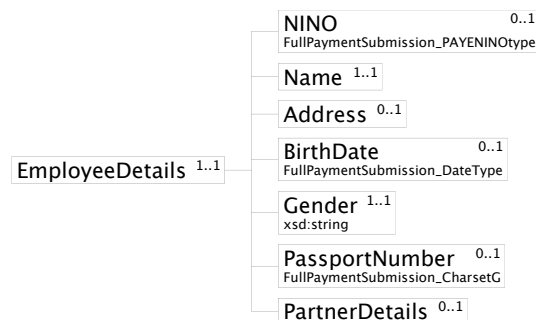 NINO 0..1
FullPaymentSubmission_PAYENINOtype
Name 1..1
Address 0..1
BirthDate 0..1
FullPaymentSubmission_DateType
EmployeeDetails 1..1
Gender 1..1
xsd:string
PassportNumber 0..1
FullPaymentSubmission_CharsetG
PartnerDetails 0..1